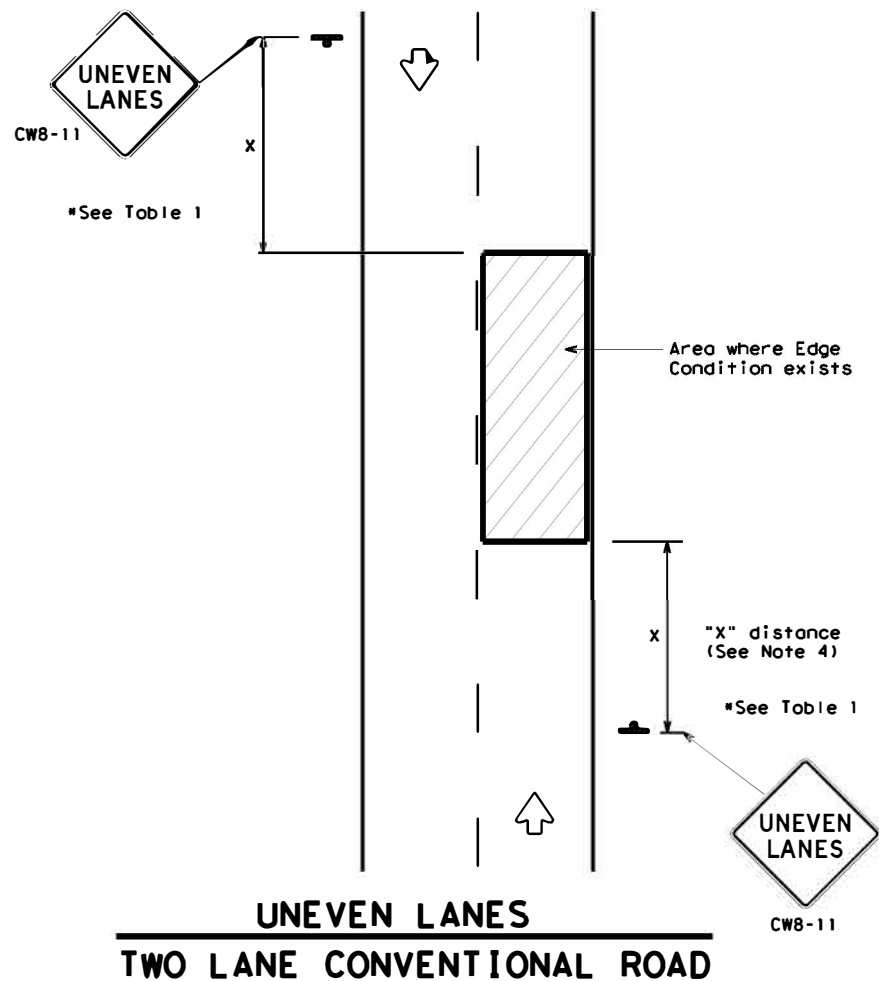 UNEVEN
LANES
CW8-11
X
*See Table 1
Area where Edge
Condition exists
X
"X" distance
(See Note 4)
*See Table 1
UNEVEN
LANES
CW8-11
UNEVEN LANES
TWO LANE CONVENTIONAL ROAD